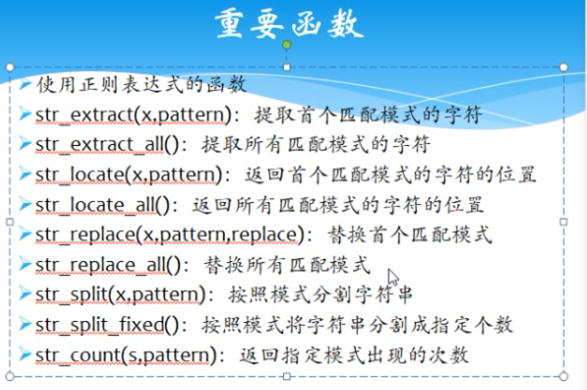 重要函数
使用正则表达式的函数
str_extract(x,pattern)：提取首个匹配模式的字符
str_extract_all()：提取所有匹配模式的字符
str_locate(x,pattern)：返回首个匹配模式的字符的位置
str_locate_all()：返回所有匹配模式的字符的位置
str_replace(x,pattern,replace)：替换首个匹配模式
str_replace_all()：替换所有匹配模式
str_split(x,pattern)：按照模式分割字符串
str_split_fixed()：按照模式将字符串分割成指定个数
str_count(s,pattern)：返回指定模式出现的次数